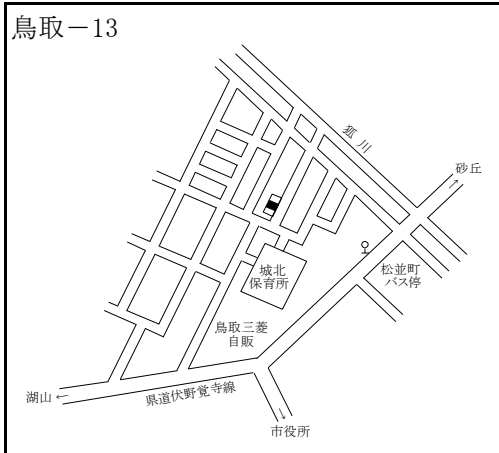 鳥取－13
狐川
砂丘
城北
保育所
松並町
バス停
鳥取三菱
自販
湖山
県道伏野覚寺線
市役所